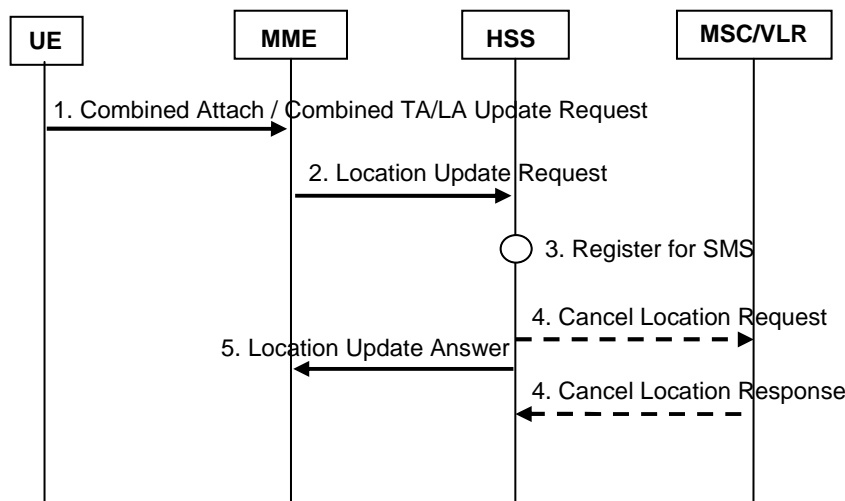 UE
MME
HSS
MSC/VLR
1. Combined Attach / Combined TA/LA Update Request
2. Location Update Request
3. Register for SMS
4. Cancel Location Request
5. Location Update Answer
4. Cancel Location Response